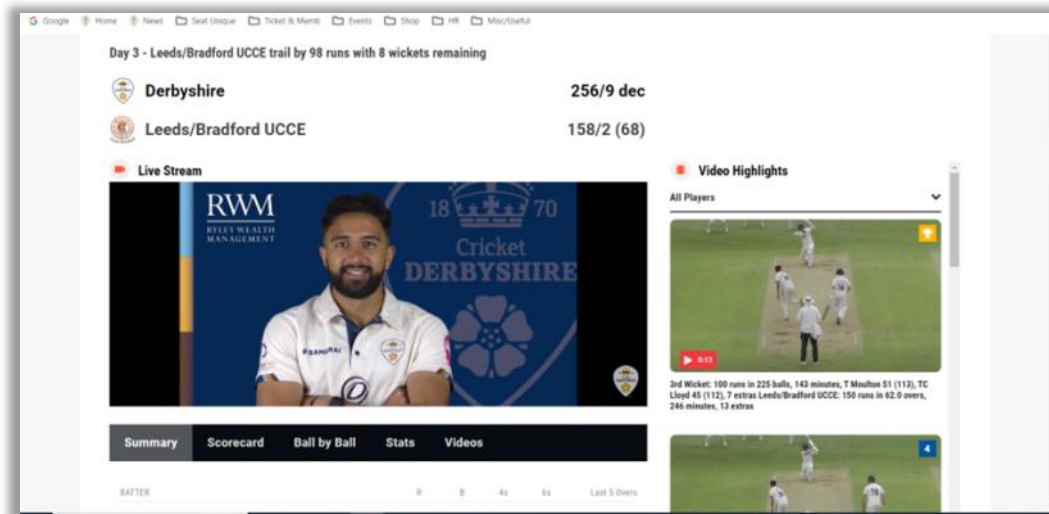 Google Home News Seat Unique Ticket & Memb Events Shop HR Misc/Useful
Day 3 - Leeds/Bradford UCCE trail by 98 runs with 8 wickets remaining
Derbyshire 256/9 dec
Leeds/Bradford UCCE 158/2 (68)
Live Stream
RWM
RYLEY WEALTH
MANAGEMENT
18 70
Cricket
DERBYSHIRE
Video Highlights
All Players
0:13
3rd Wicket: 100 runs in 225 balls, 143 minutes, T Moulton 51 (113), TC
Lloyd 45 (112), 7 extras Leeds/Bradford UCCE: 150 runs in 62.0 overs,
246 minutes, 13 extras
4
Summary Scorecard Ball by Ball Stats Videos
BATTER R B 4s 6s Last 5 Overs